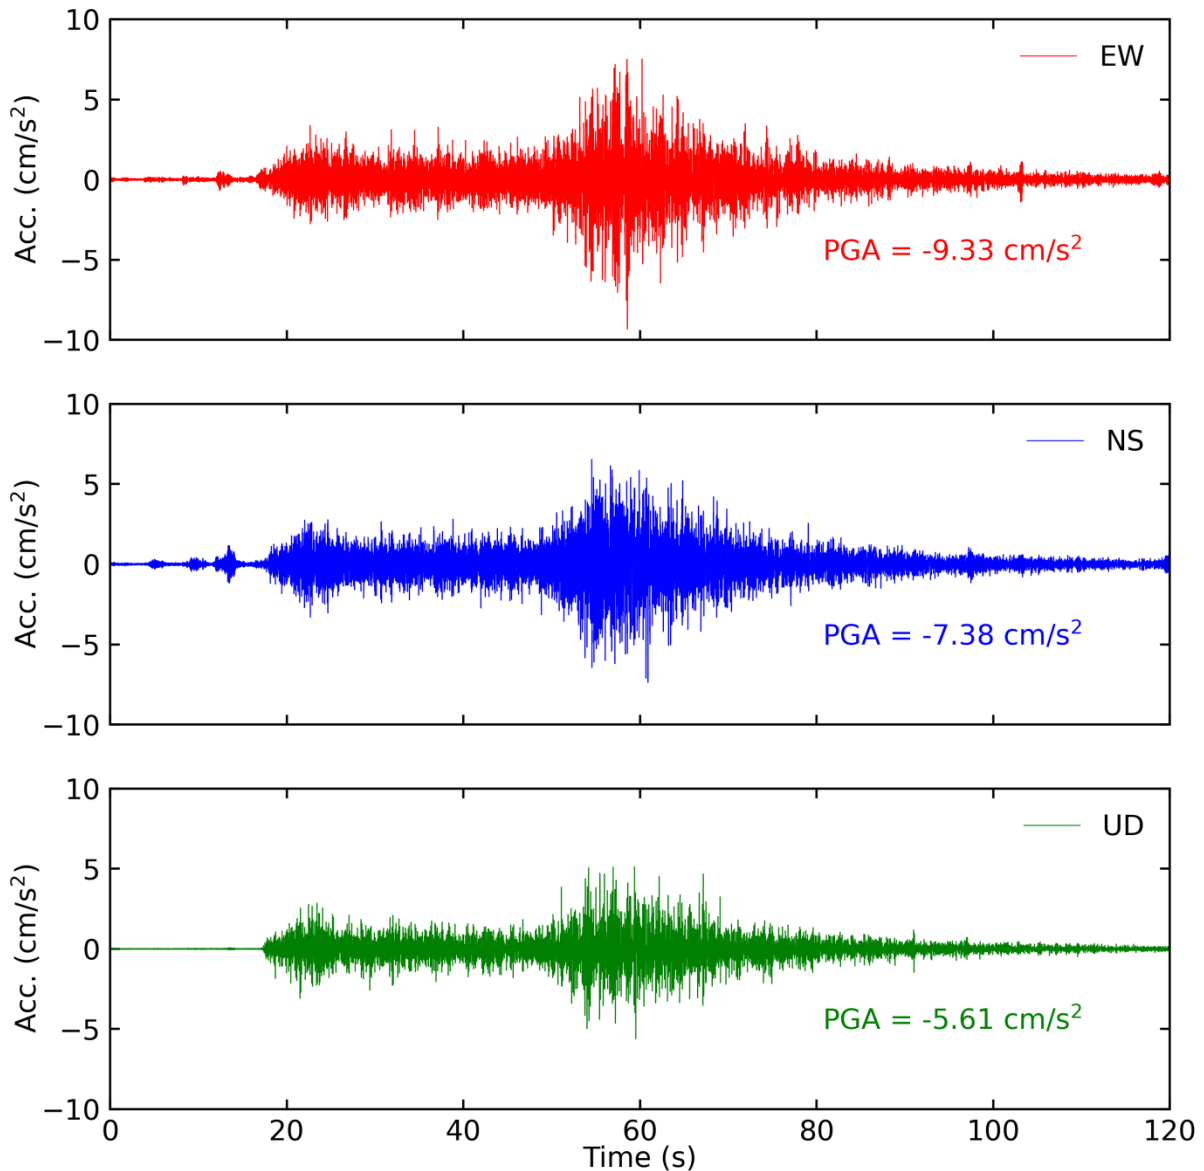 10
5
0
−5
−10
Acc. (cm/s²)
EW
PGA = -9.33 cm/s²
10
5
0
−5
−10
Acc. (cm/s²)
NS
PGA = -7.38 cm/s²
10
5
0
−5
−10
Acc. (cm/s²)
UD
PGA = -5.61 cm/s²
0 20 40 60 80 100 120
Time (s)